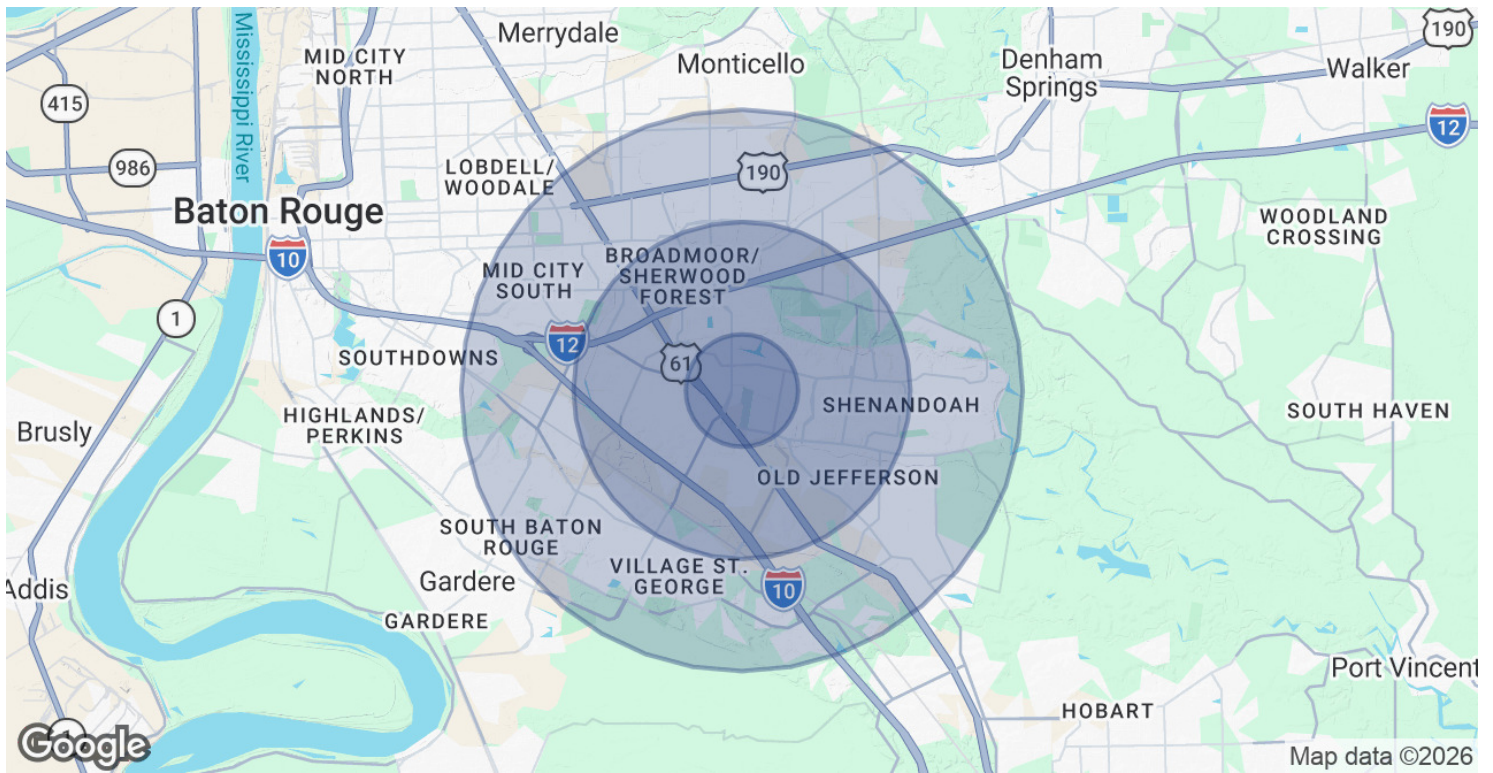 190
Merrydale
MID CITY
NORTH
Monticello
Denham
Springs
Walker
415
12
Mississippi River
986
LOBDELL/
WOODALE
190
Baton Rouge
WOODLAND
CROSSING
10
BROADMOOR/
SHERWOOD
FOREST
MID CITY
SOUTH
1
12
SOUTHDOWNS
61
SHENANDOAH
SOUTH HAVEN
HIGHLANDS/
PERKINS
Brusly
OLD JEFFERSON
SOUTH BATON
ROUGE
VILLAGE ST.
GEORGE
Gardere
10
Addis
GARDERE
Port Vincent
HOBART
Google
Map data ©2026